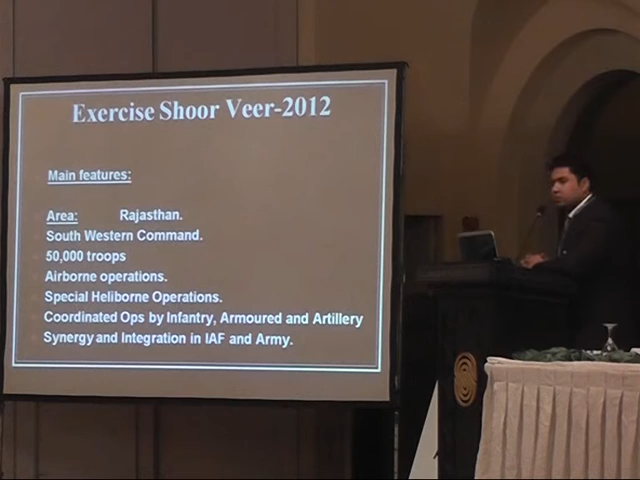 Exercise Shoor Veer-2012
Main features:
Area: Rajasthan.
South Western Command.
50,000 troops
Airborne operations.
Special Heliborne Operations.
Coordinated Ops by Infantry, Armoured and Artillery
Synergy and Integration in IAF and Army.